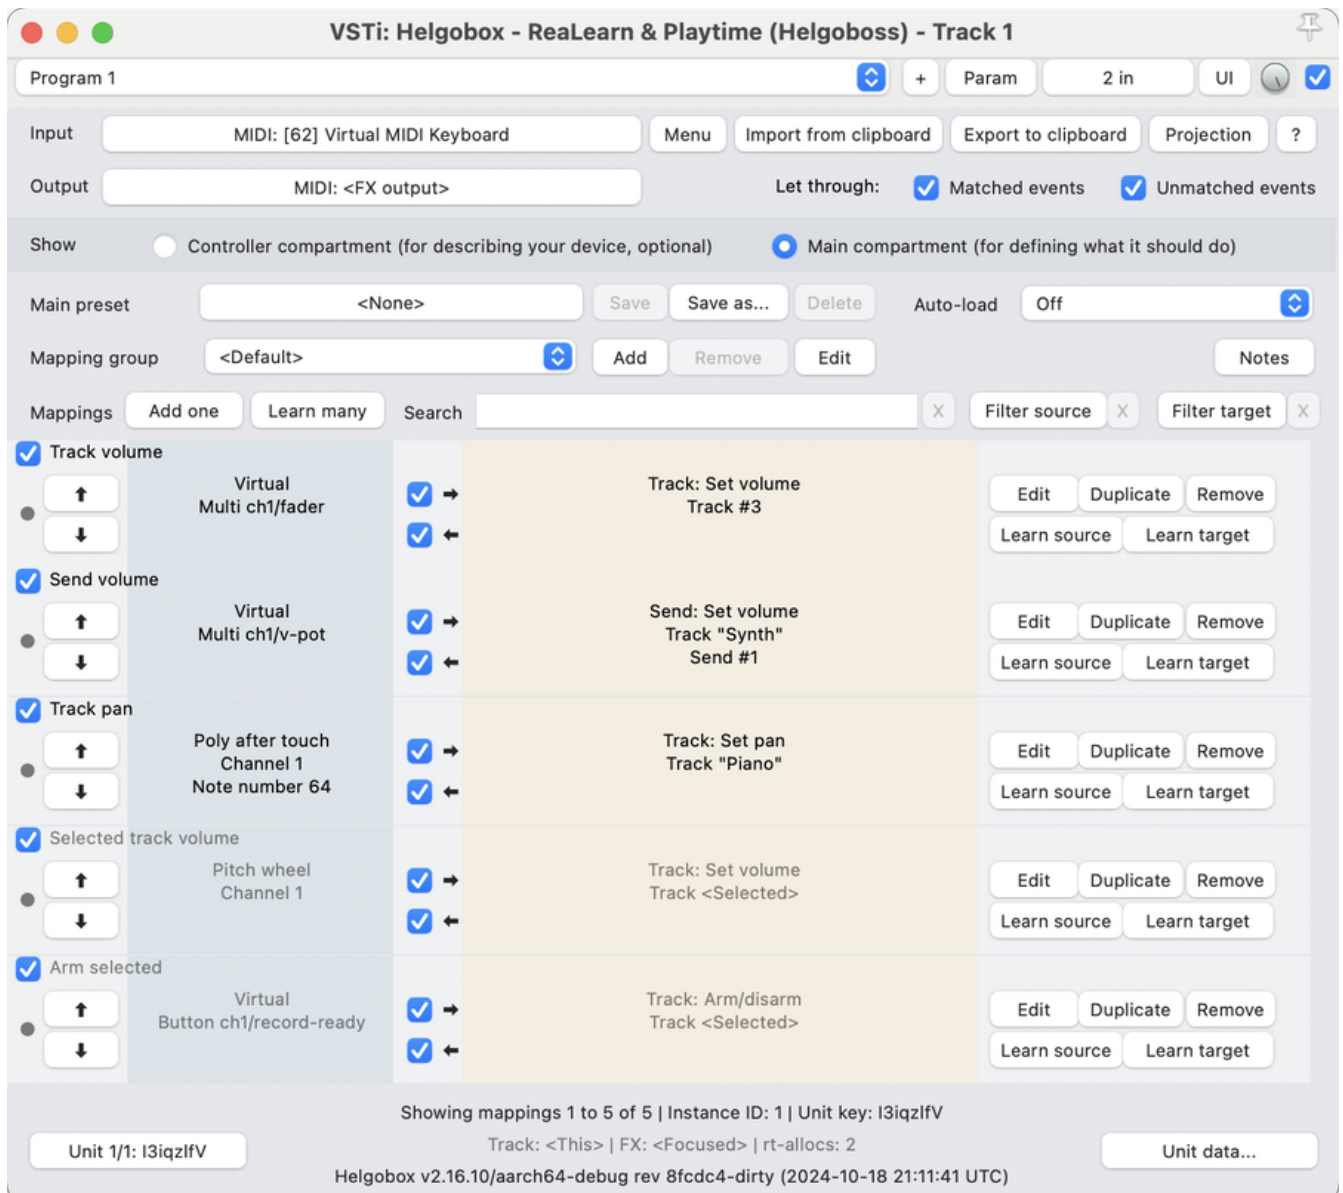 VSTi: Helgobox - ReaLearn & Playtime (Helgoboss) - Track 1
Program 1 + Param 2 in UI
Input MIDI: [62] Virtual MIDI Keyboard Menu Import from clipboard Export to clipboard Projection ?
Output MIDI: <FX output> Let through: Matched events Unmatched events
Show Controller compartment (for describing your device, optional) Main compartment (for defining what it should do)
Main preset <None> Save Save as... Delete Auto-load Off
Mapping group <Default> Add Remove Edit Notes
Mappings Add one Learn many Search X Filter source X Filter target X
Track volume
Virtual
Multi ch1/fader
Track: Set volume
Track #3
Edit Duplicate Remove
Learn source Learn target
Send volume
Virtual
Multi ch1/v-pot
Send: Set volume
Track "Synth"
Send #1
Edit Duplicate Remove
Learn source Learn target
Track pan
Poly after touch
Channel 1
Note number 64
Track: Set pan
Track "Piano"
Edit Duplicate Remove
Learn source Learn target
Selected track volume
Pitch wheel
Channel 1
Track: Set volume
Track <Selected>
Edit Duplicate Remove
Learn source Learn target
Arm selected
Virtual
Button ch1/record-ready
Track: Arm/disarm
Track <Selected>
Edit Duplicate Remove
Learn source Learn target
Showing mappings 1 to 5 of 5 | Instance ID: 1 | Unit key: I3iqzIfV
Unit 1/1: I3iqzIfV Track: <This> | FX: <Focused> | rt-allocs: 2 Unit data...
Helgobox v2.16.10/aarch64-debug rev 8fcdc4-dirty (2024-10-18 21:11:41 UTC)